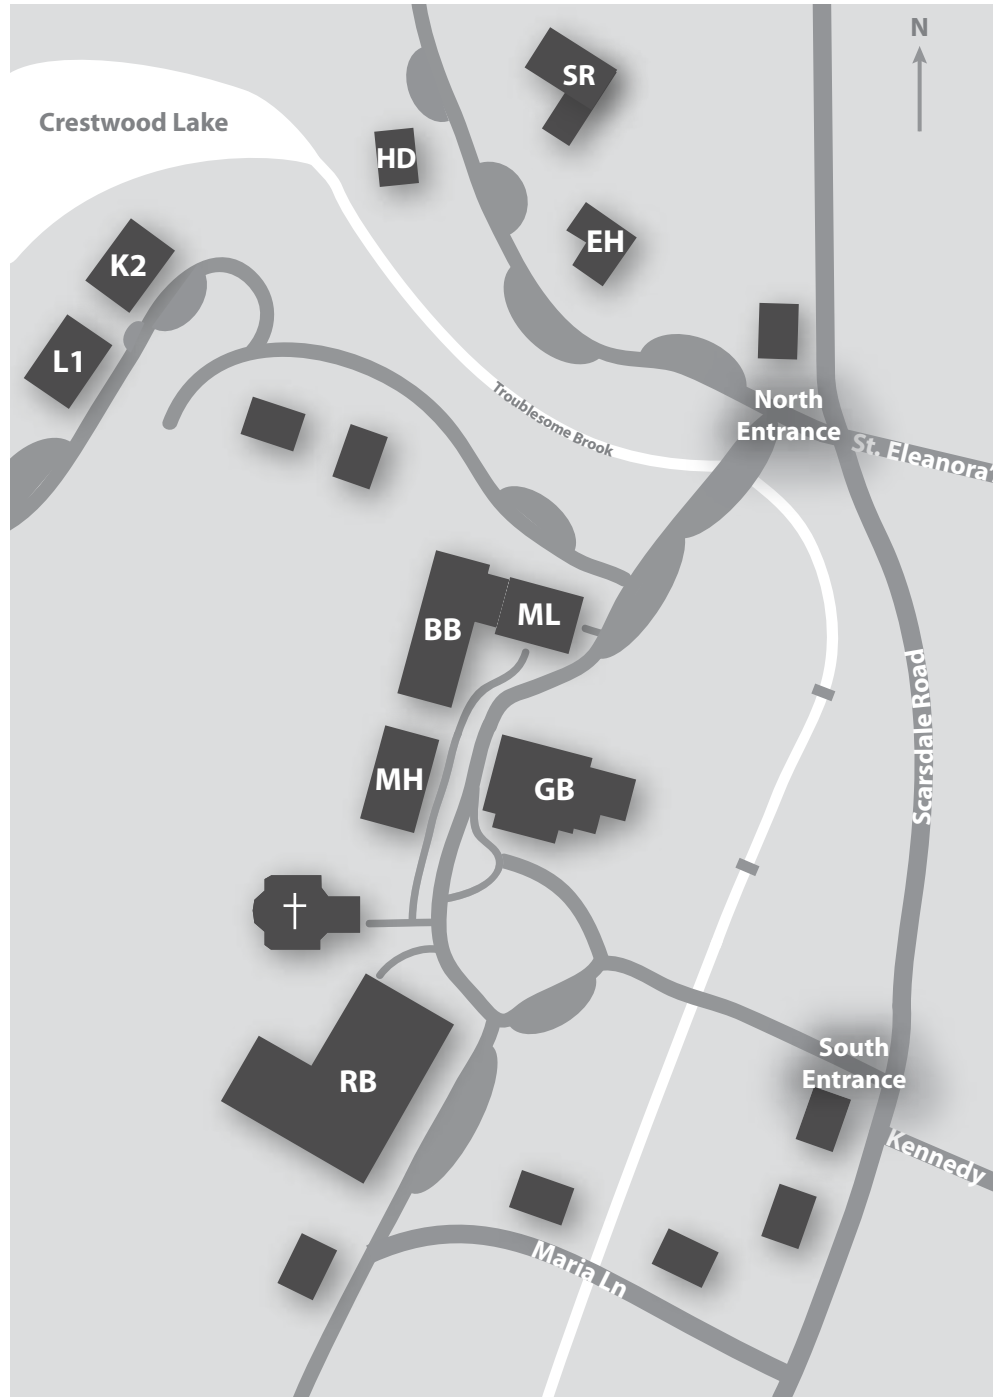 N
SR
Crestwood Lake
HD
EH
K2
L1
North
Entrance
Troublesome Brook
St. Eleanora'
BB
ML
Scarsdale Road
MH
GB
RB
South
Entrance
Kennedy
Maria Ln